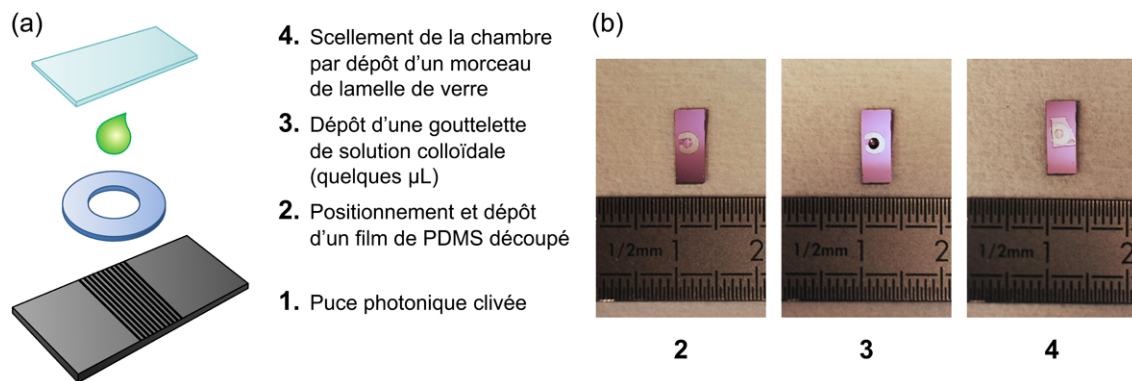 (a)
4. Scellement de la chambre
par dépôt d’un morceau
de lamelle de verre
3. Dépôt d’une gouttelette
de solution colloïdale
(quelques µL)
2. Positionnement et dépôt
d’un film de PDMS découpé
1. Puce photonique clivée
(b)
1/2mm 1 2
1/2mm 1 2
1/2mm 1 2
2 3 4